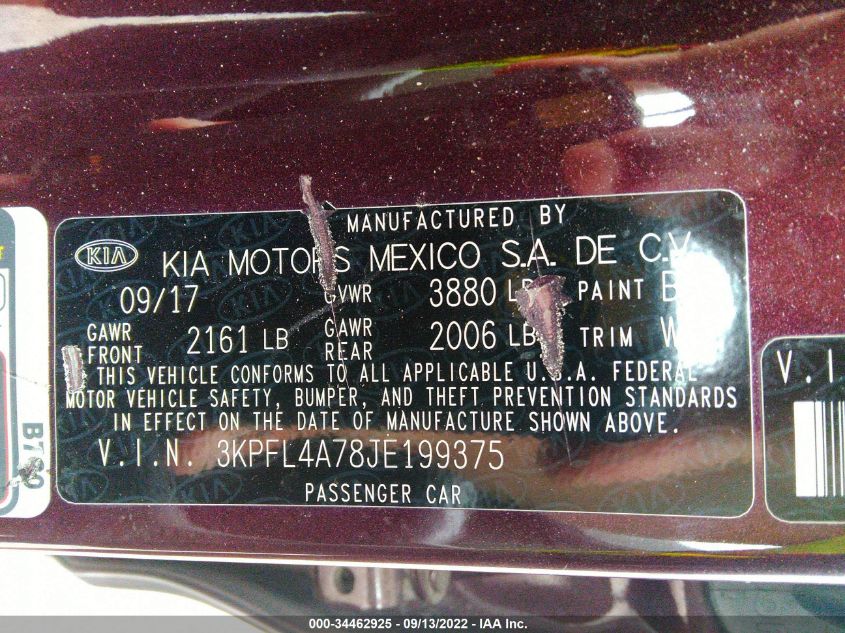 MANUFACTURED BY
KIA KIA MOTORS MEXICO S.A. DE C.V.
09/17 GVWR 3880 LB PAINT
GAWR FRONT 2161 LB GAWR REAR 2006 LB TRIM
THIS VEHICLE CONFORMS TO ALL APPLICABLE U.S.A. FEDERAL
MOTOR VEHICLE SAFETY, BUMPER, AND THEFT PREVENTION STANDARDS
IN EFFECT ON THE DATE OF MANUFACTURE SHOWN ABOVE.
V.I.N. 3KPFL4A78JE199375
PASSENGER CAR
V.I
000-34462925 - 09/13/2022 - IAA Inc.